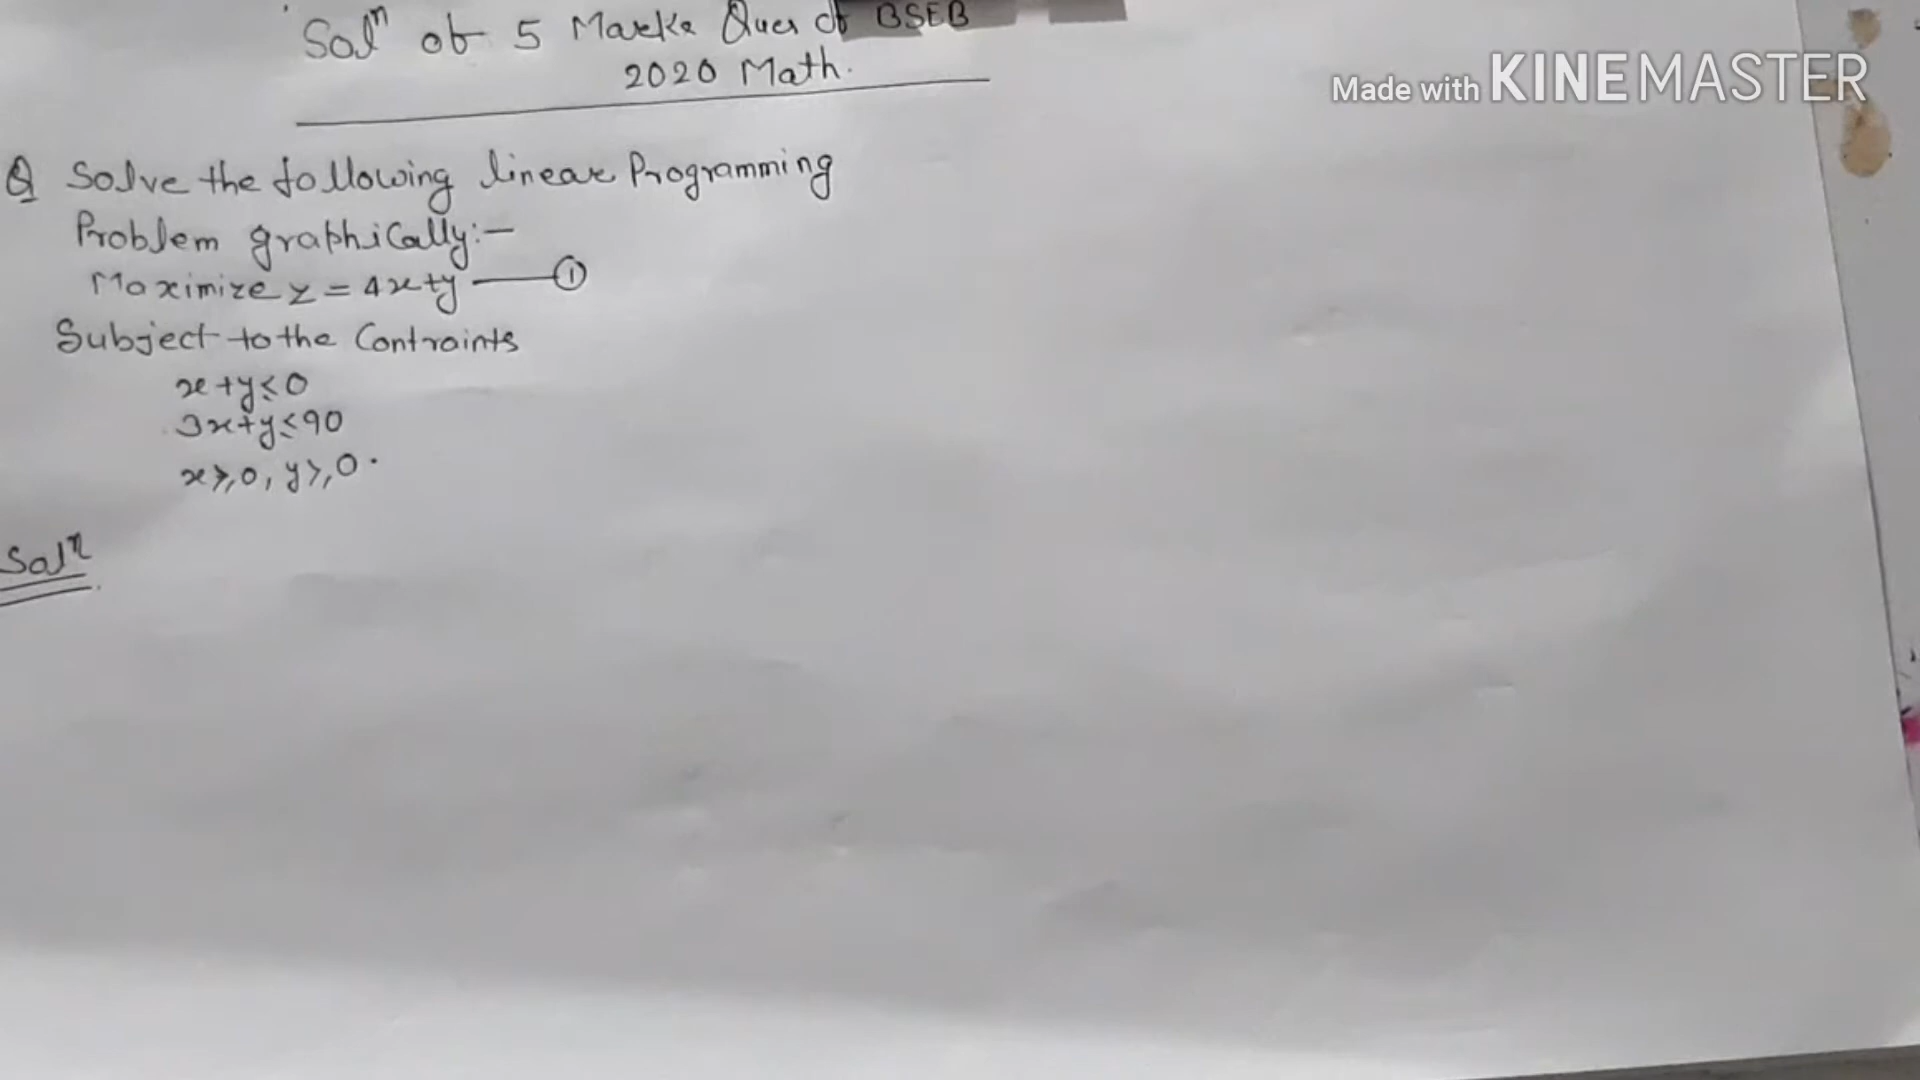 Solⁿ of 5 Marks Ques of BSEB
2020 Math.
Made with KINEMASTER
Q Solve the following linear Programming
Problem graphically:-
Maximize z = 4x+y ——①
Subject to the Contraints
x+y≤0
3x+y≤90
x≥0, y≥0.
Solⁿ